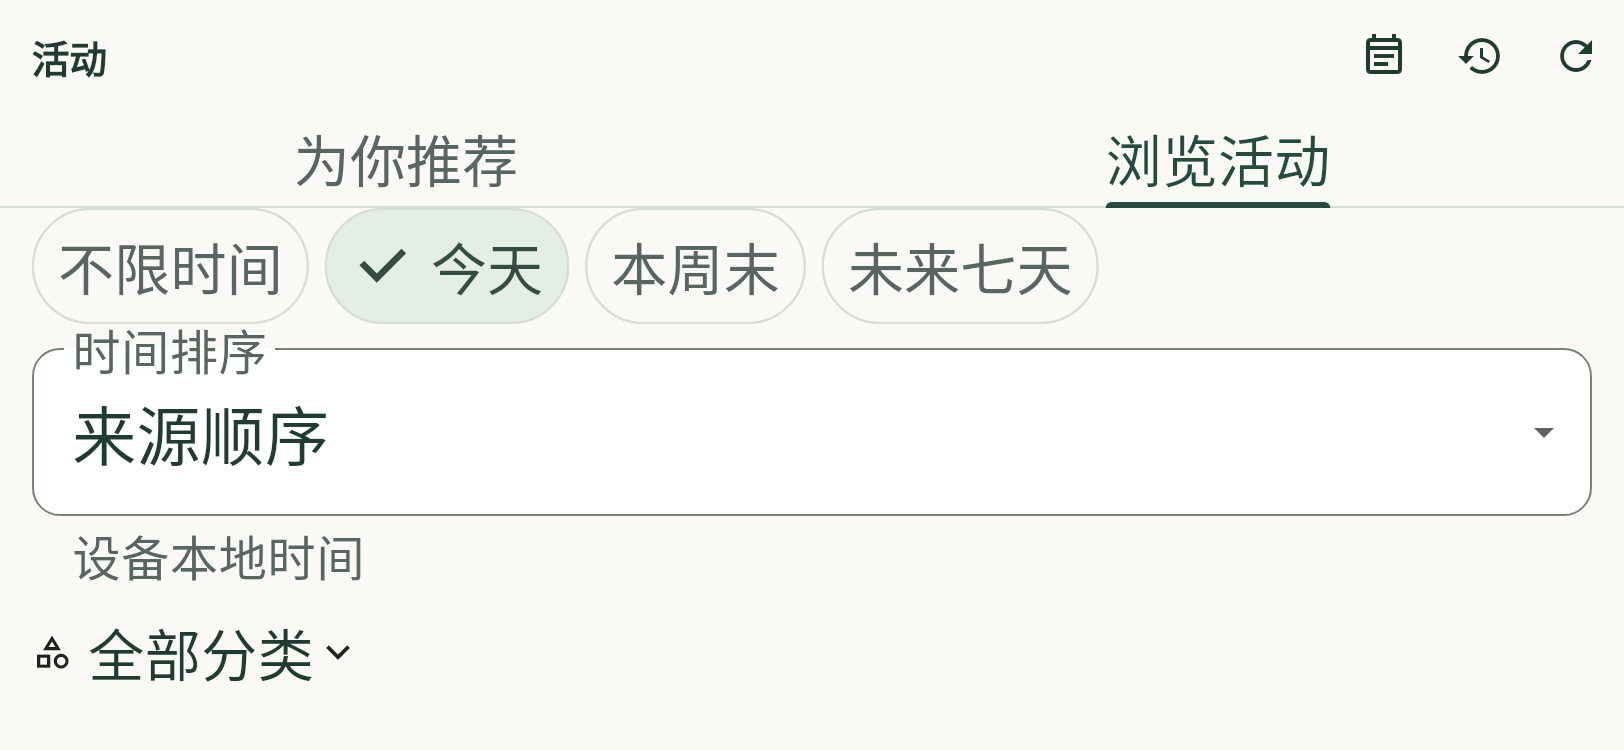 活动
为你推荐 浏览活动
不限时间 今天 本周末 未来七天
时间排序
来源顺序
设备本地时间
全部分类